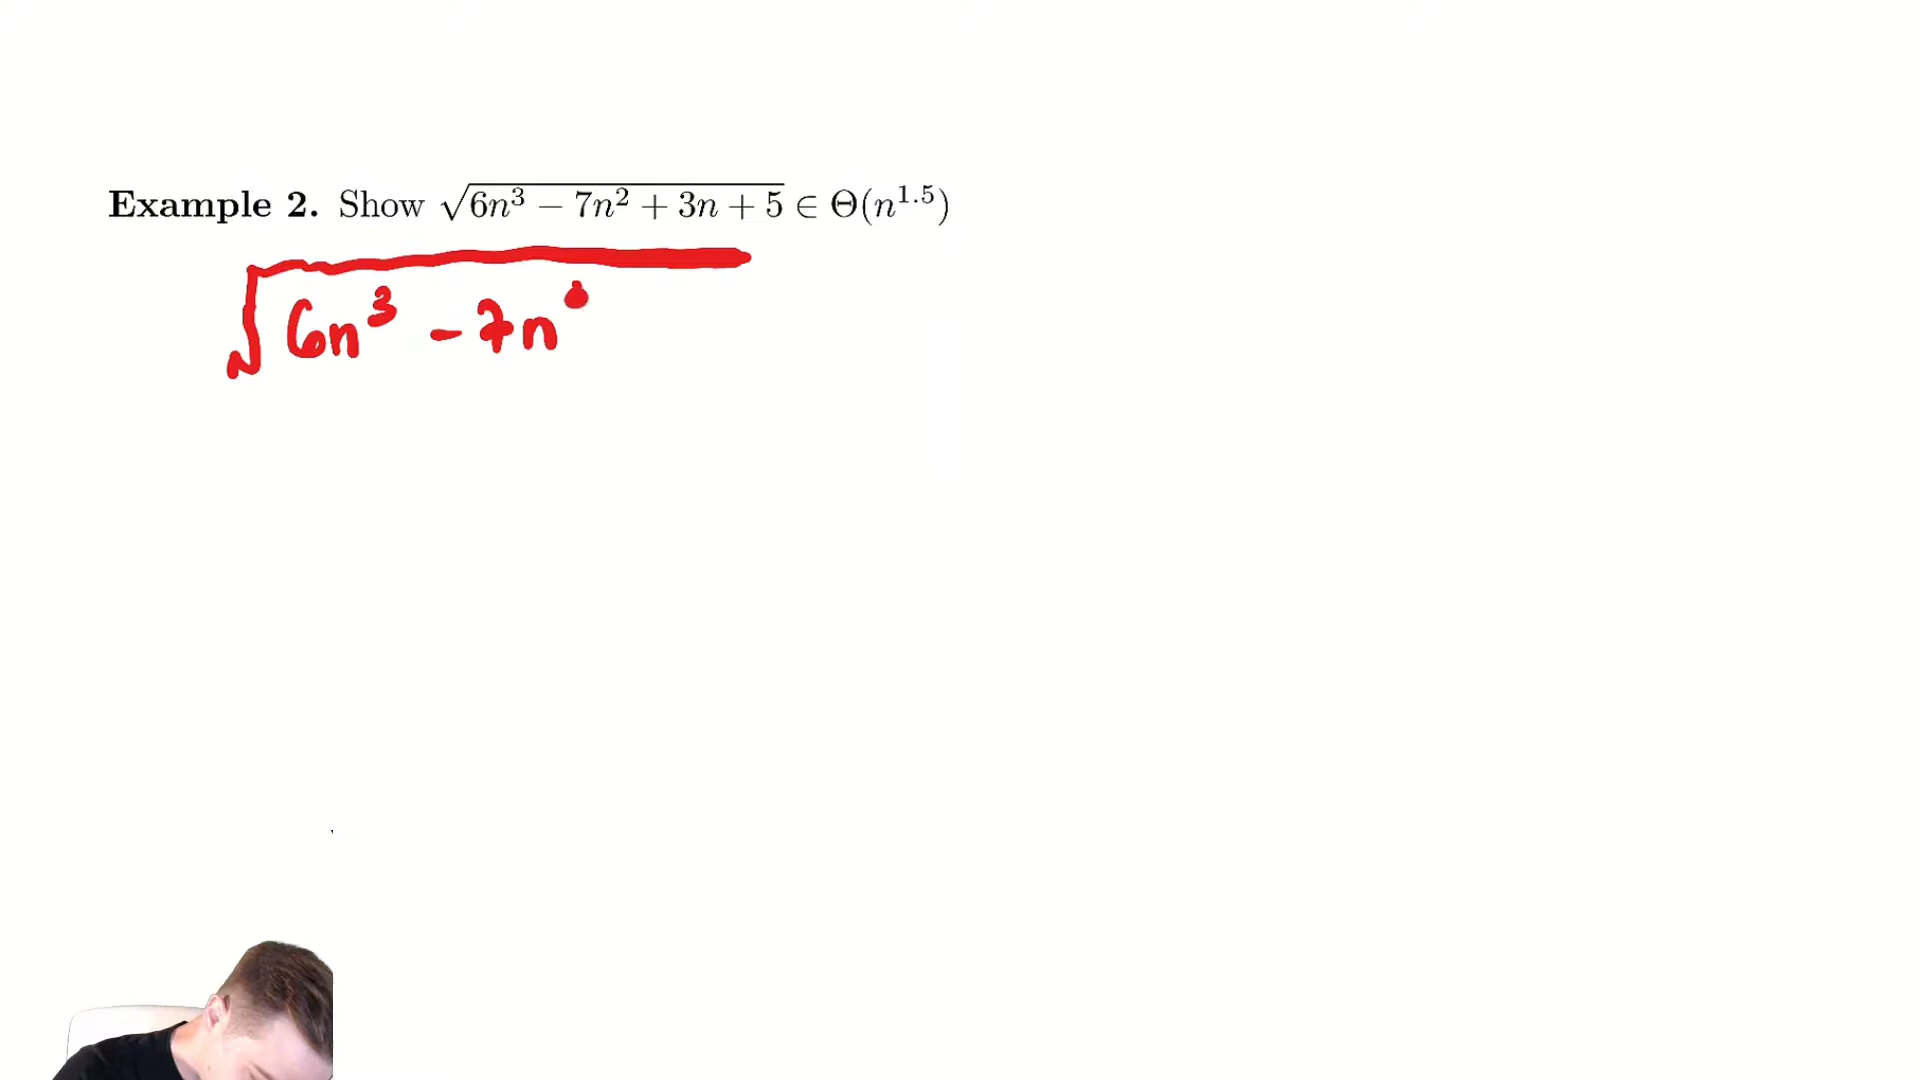 Example 2. Show √(6n³ − 7n² + 3n + 5) ∈ Θ(n^1.5)
√(6n³ - 7n